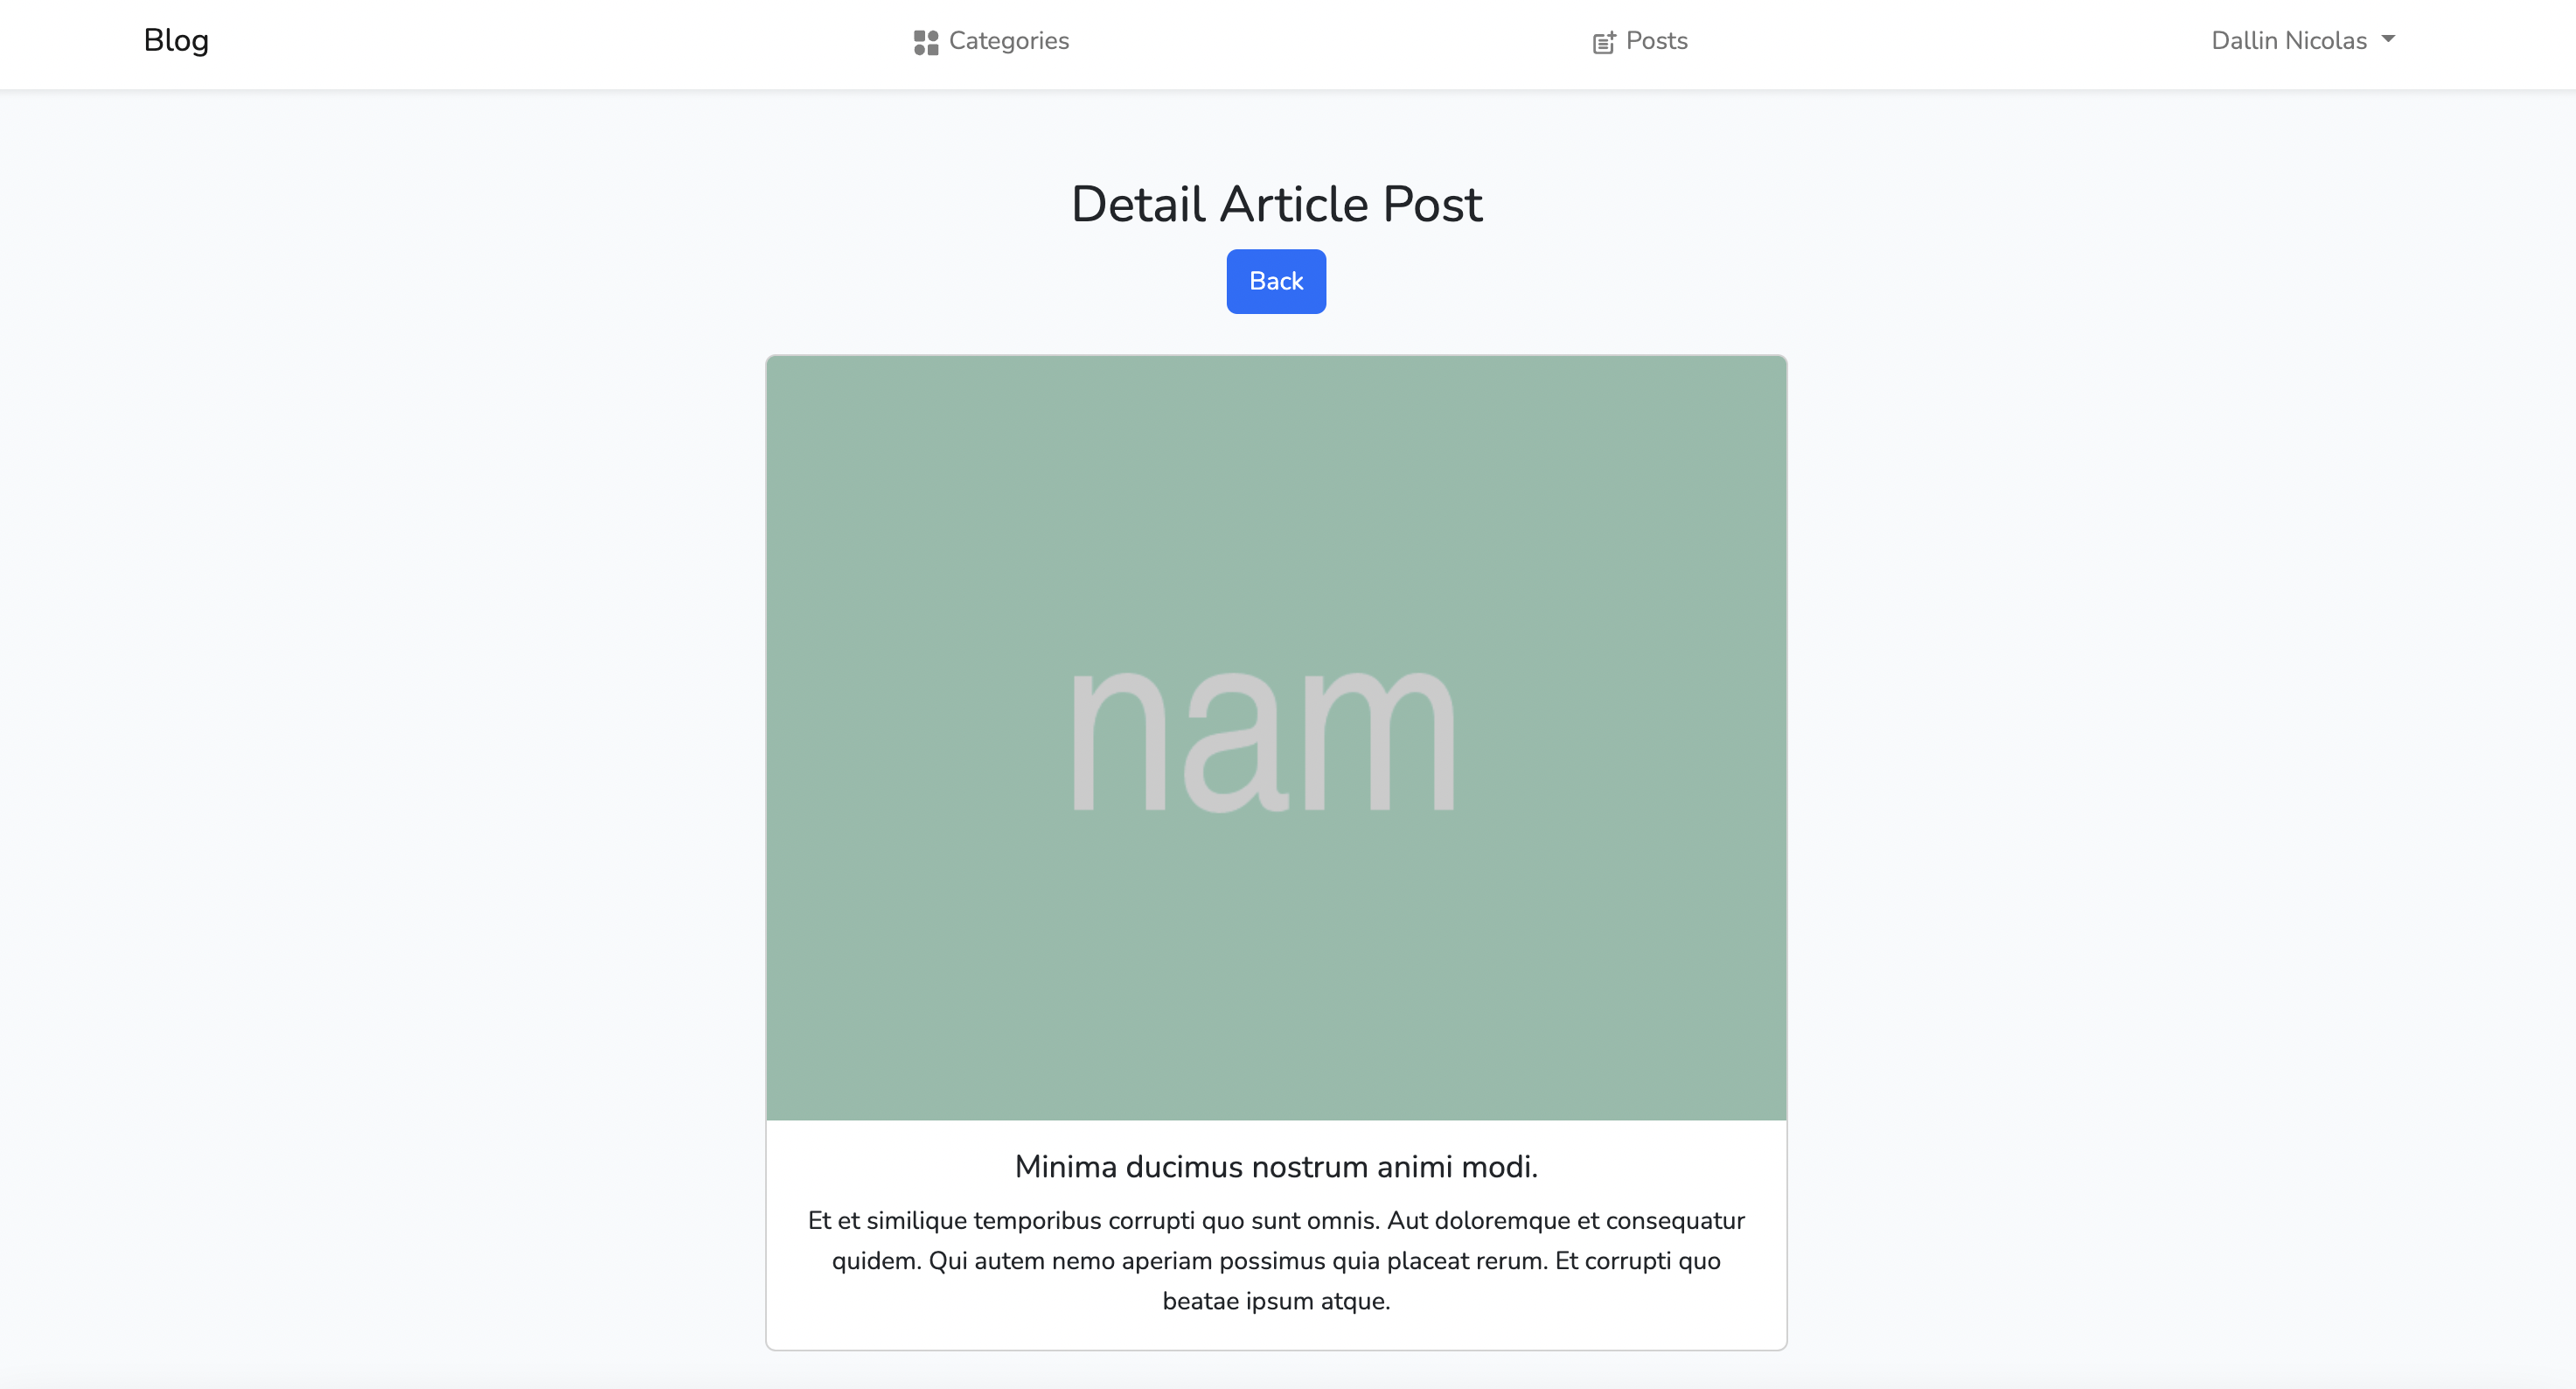 Blog
Categories
Posts
Dallin Nicolas
Detail Article Post
Back
nam
Minima ducimus nostrum animi modi.
Et et similique temporibus corrupti quo sunt omnis. Aut doloremque et consequatur
quidem. Qui autem nemo aperiam possimus quia placeat rerum. Et corrupti quo
beatae ipsum atque.